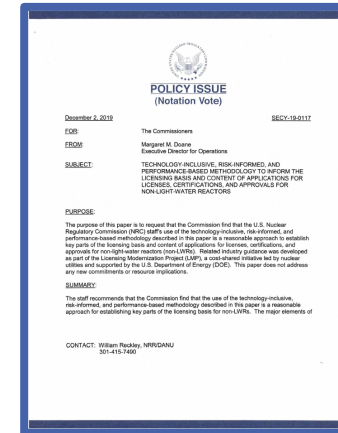 POLICY ISSUE
(Notation Vote)
December 2, 2019 SECY-19-0117
FOR: The Commissioners
FROM: Margaret M. Doane
Executive Director for Operations
SUBJECT: TECHNOLOGY-INCLUSIVE, RISK-INFORMED, AND
PERFORMANCE-BASED METHODOLOGY TO INFORM THE
LICENSING BASIS AND CONTENT OF APPLICATIONS FOR
LICENSES, CERTIFICATIONS, AND APPROVALS FOR
NON-LIGHT-WATER REACTORS
PURPOSE:
The purpose of this paper is to request that the Commission find that the U.S. Nuclear
Regulatory Commission (NRC) staff's use of the technology-inclusive, risk-informed, and
performance-based methodology described in this paper is a reasonable approach to establish
key parts of the licensing basis and content of applications for licenses, certifications, and
approvals for non-light-water reactors (non-LWRs). Related industry guidance was developed
as part of the Licensing Modernization Project (LMP), a cost-shared initiative led by nuclear
utilities and supported by the U.S. Department of Energy (DOE). This paper does not address
any new commitments or resource implications.
SUMMARY:
The staff recommends that the Commission find that the use of the technology-inclusive,
risk-informed, and performance-based methodology described in this paper is a reasonable
approach for establishing key parts of the licensing basis for non-LWRs. The major elements of
CONTACT: William Reckley, NRR/DANU
301-415-7490